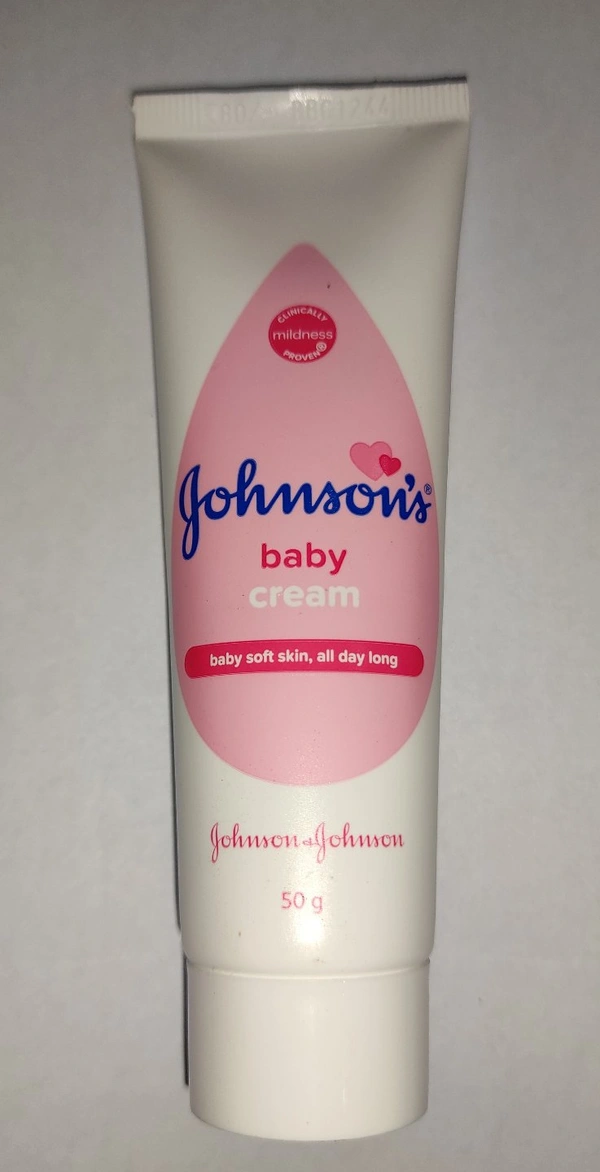 CLINICALLY
mildness
PROVEN®
Johnson's®
baby
cream
baby soft skin, all day long
Johnson & Johnson
50 g